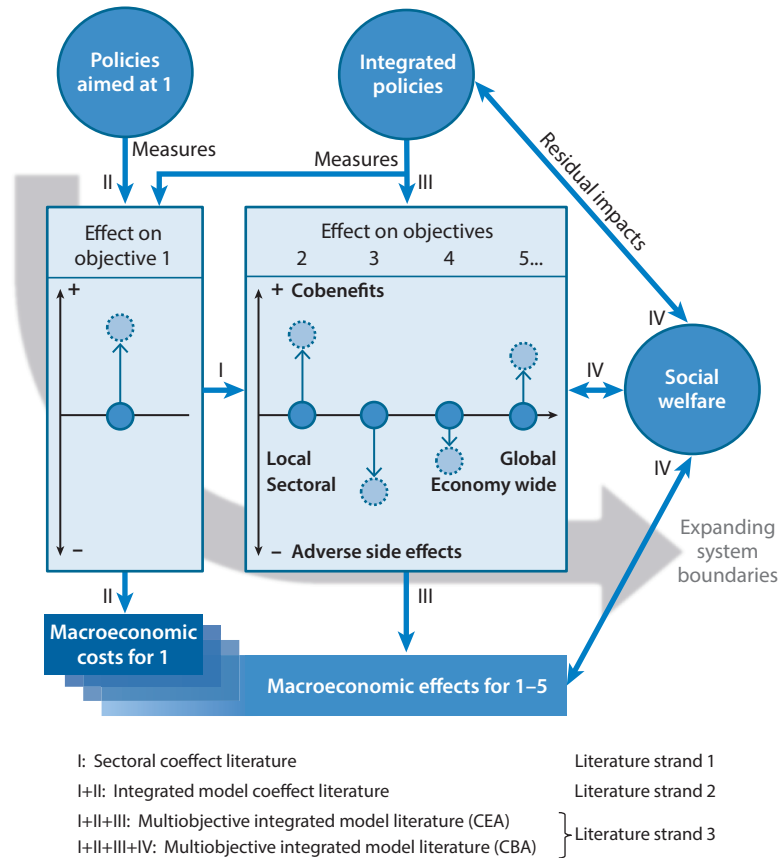 Policies
aimed at 1
Integrated
policies
Measures
Measures
II
III
Residual impacts
Effect on
objective 1
Effect on objectives
2 3 4 5...
+
+ Cobenefits
I
IV
IV
Social
welfare
IV
Local
Sectoral
Global
Economy wide
–
– Adverse side effects
Expanding
system
boundaries
II
III
Macroeconomic
costs for 1
Macroeconomic effects for 1–5
I: Sectoral coeffect literature Literature strand 1
I+II: Integrated model coeffect literature Literature strand 2
I+II+III: Multiobjective integrated model literature (CEA)
I+II+III+IV: Multiobjective integrated model literature (CBA)
Literature strand 3